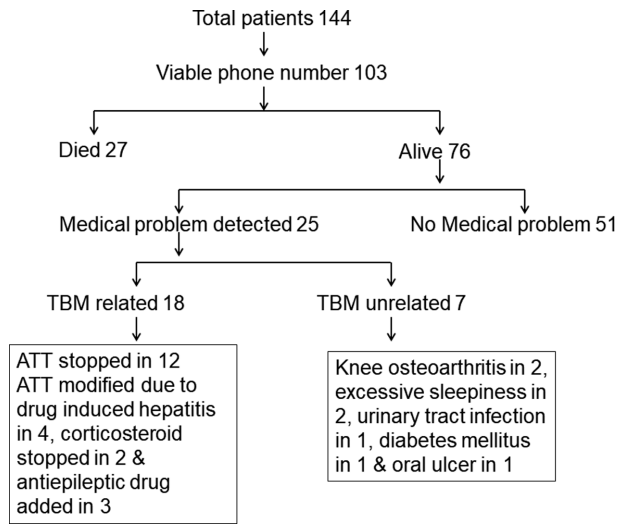 Total patients 144
Viable phone number 103
Died 27
Alive 76
Medical problem detected 25
No Medical problem 51
TBM related 18
TBM unrelated 7
ATT stopped in 12
ATT modified due to
drug induced hepatitis
in 4, corticosteroid
stopped in 2 &
antiepileptic drug
added in 3
Knee osteoarthritis in 2,
excessive sleepiness in
2, urinary tract infection
in 1, diabetes mellitus
in 1 & oral ulcer in 1